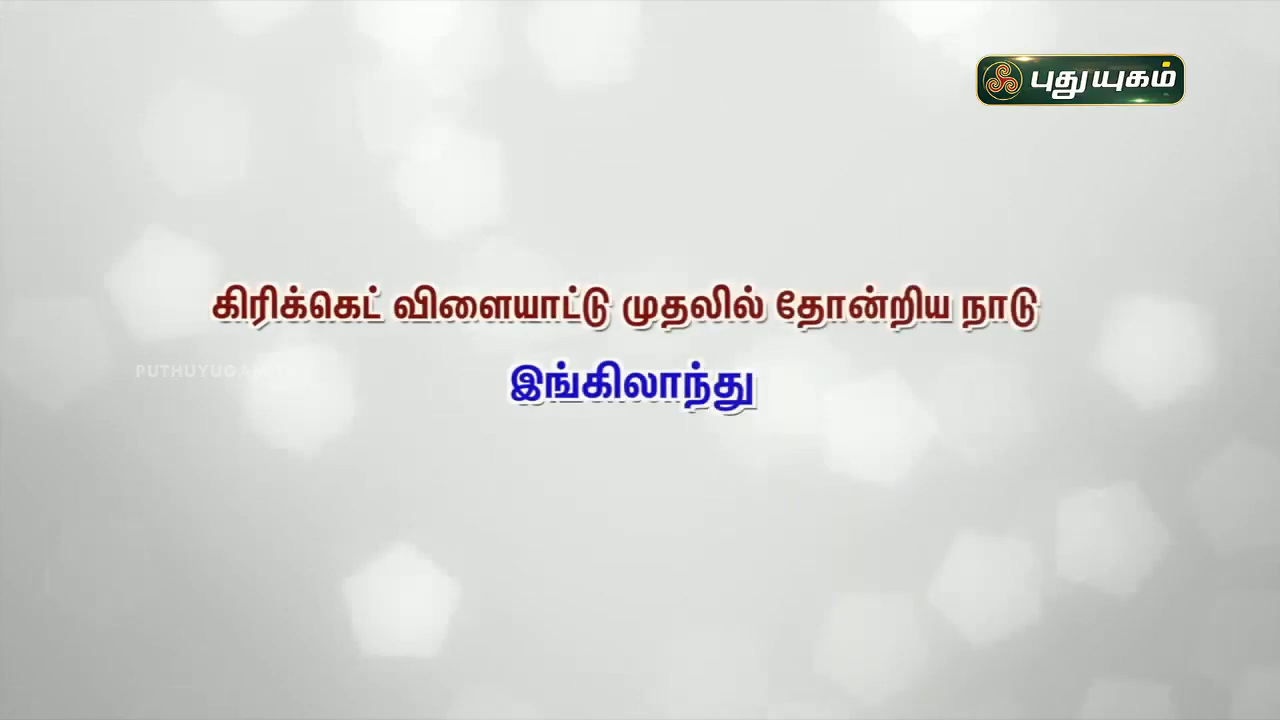 புதுயுகம்
கிரிக்கெட் விளையாட்டு முதலில் தோன்றிய நாடு
இங்கிலாந்து